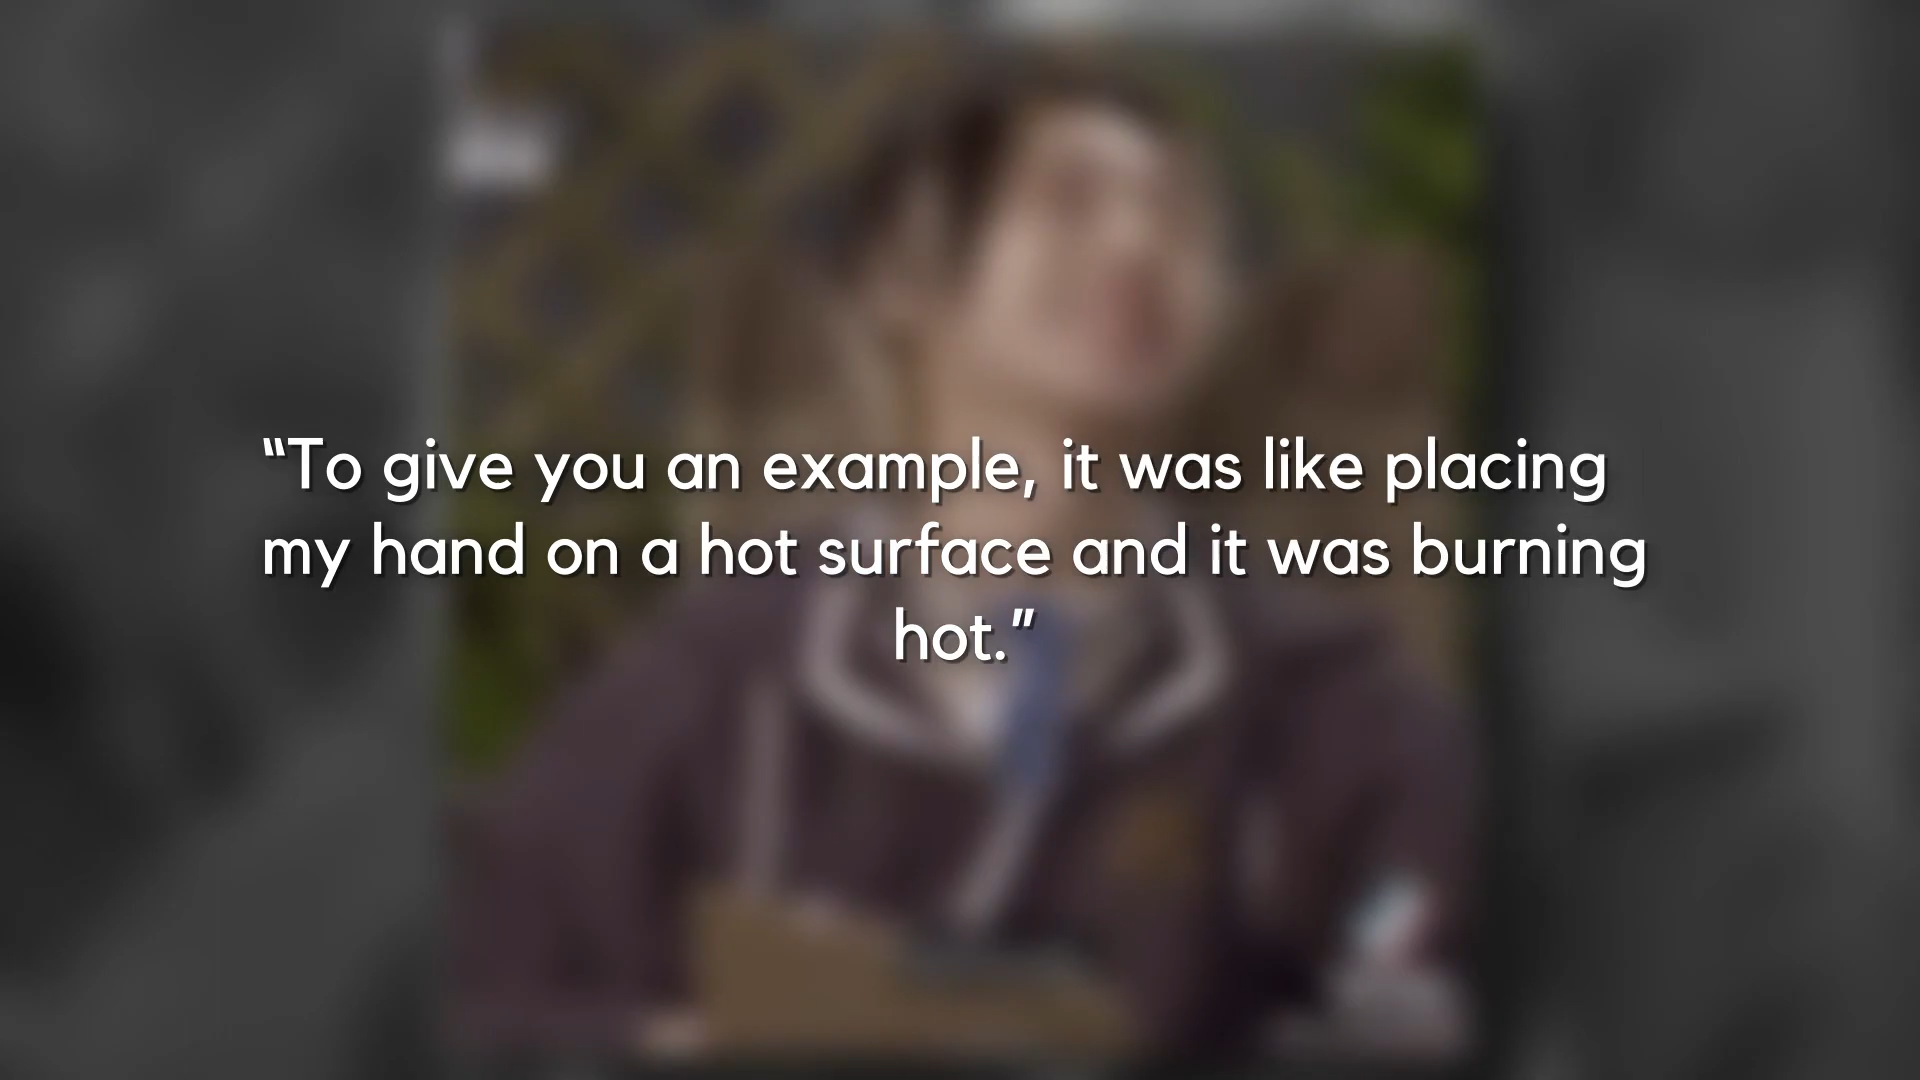 “To give you an example, it was like placing
my hand on a hot surface and it was burning
hot.”